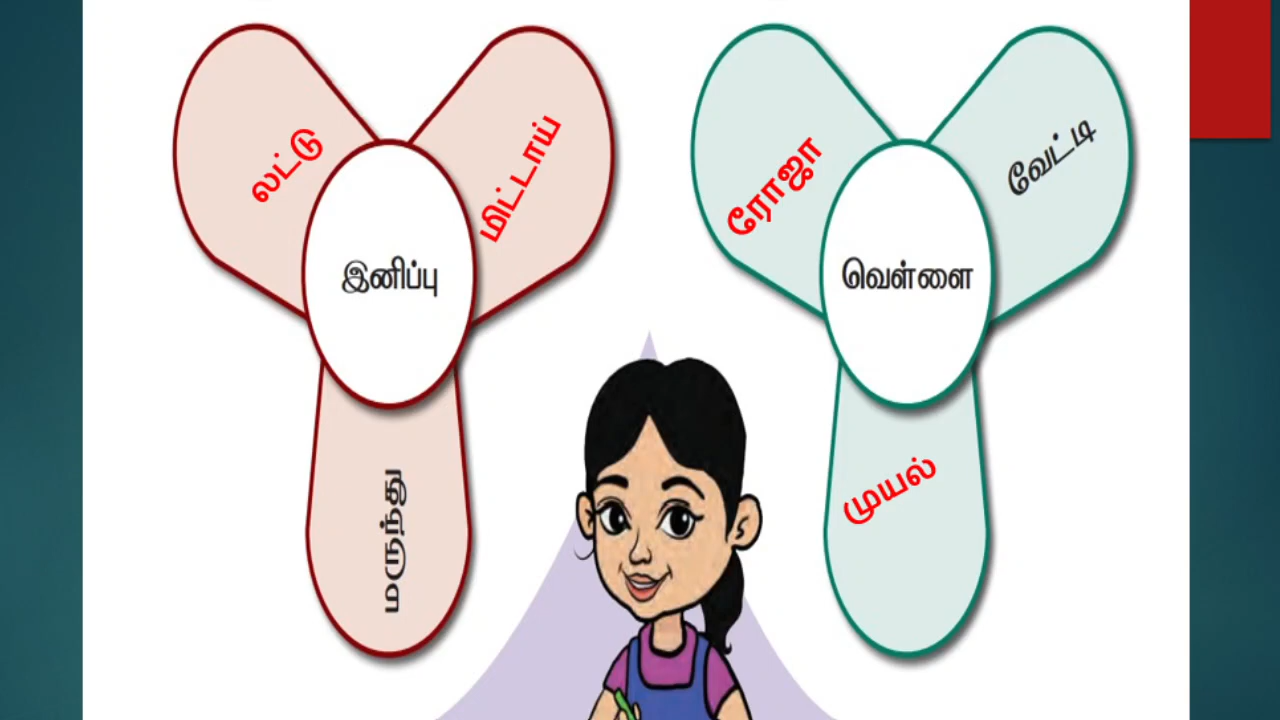 லட்டு
மிட்டாய்
இனிப்பு
மருந்து
ரோஜா
வேட்டி
வெள்ளை
முயல்